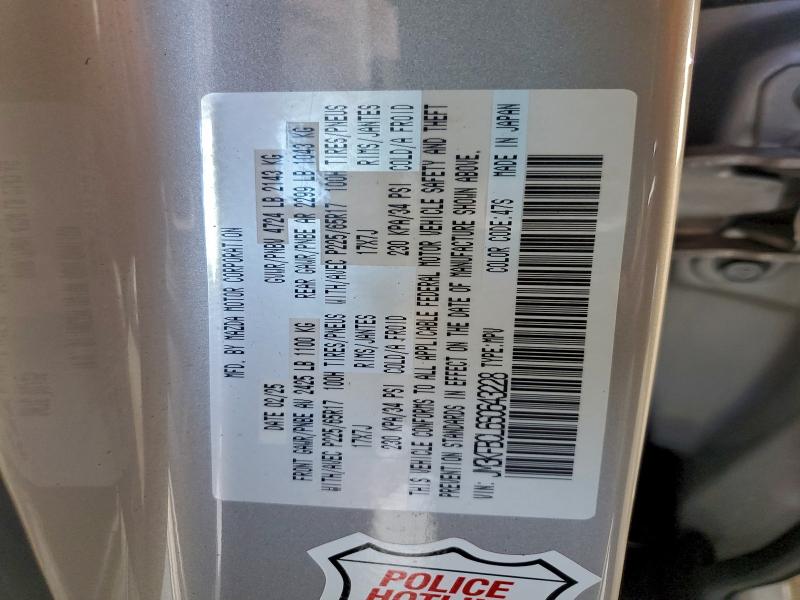 MFD. BY MAZDA MOTOR CORPORATION
DATE 02/25 GVWR/PNBV 4724 LB 2143 KG
FRONT GAWR/PNBE AV 2425 LB 1100 KG REAR GAWR/PNBE AR 2299 LB 1043 KG
WITH/AVEC P225/65R17 100H TIRES/PNEUS WITH/AVEC P225/65R17 100H TIRES/PNEUS
17X7J RIMS/JANTES 17X7J RIMS/JANTES
230 KPA/34 PSI COLD/A FROID 230 KPA/34 PSI COLD/A FROID
THIS VEHICLE CONFORMS TO ALL APPLICABLE FEDERAL MOTOR VEHICLE SAFETY AND THEFT
PREVENTION STANDARDS IN EFFECT ON THE DATE OF MANUFACTURE SHOWN ABOVE.
VIN: JM3KFBDL6S0643228 TYPE:MPV COLOR CODE:47S MADE IN JAPAN
POLICE